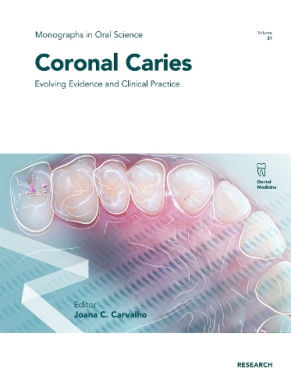 Monographs in Oral Science
Volume
31
Coronal Caries
Evolving Evidence and Clinical Practice
Dental
Medicine
Editor
Joana C. Carvalho
RESEARCH